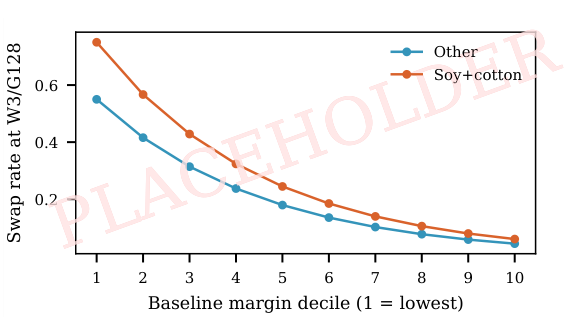 Other
Soy+cotton
PLACEHOLDER
Swap rate at W3/G128
0.6
0.4
0.2
1 2 3 4 5 6 7 8 9 10
Baseline margin decile (1 = lowest)